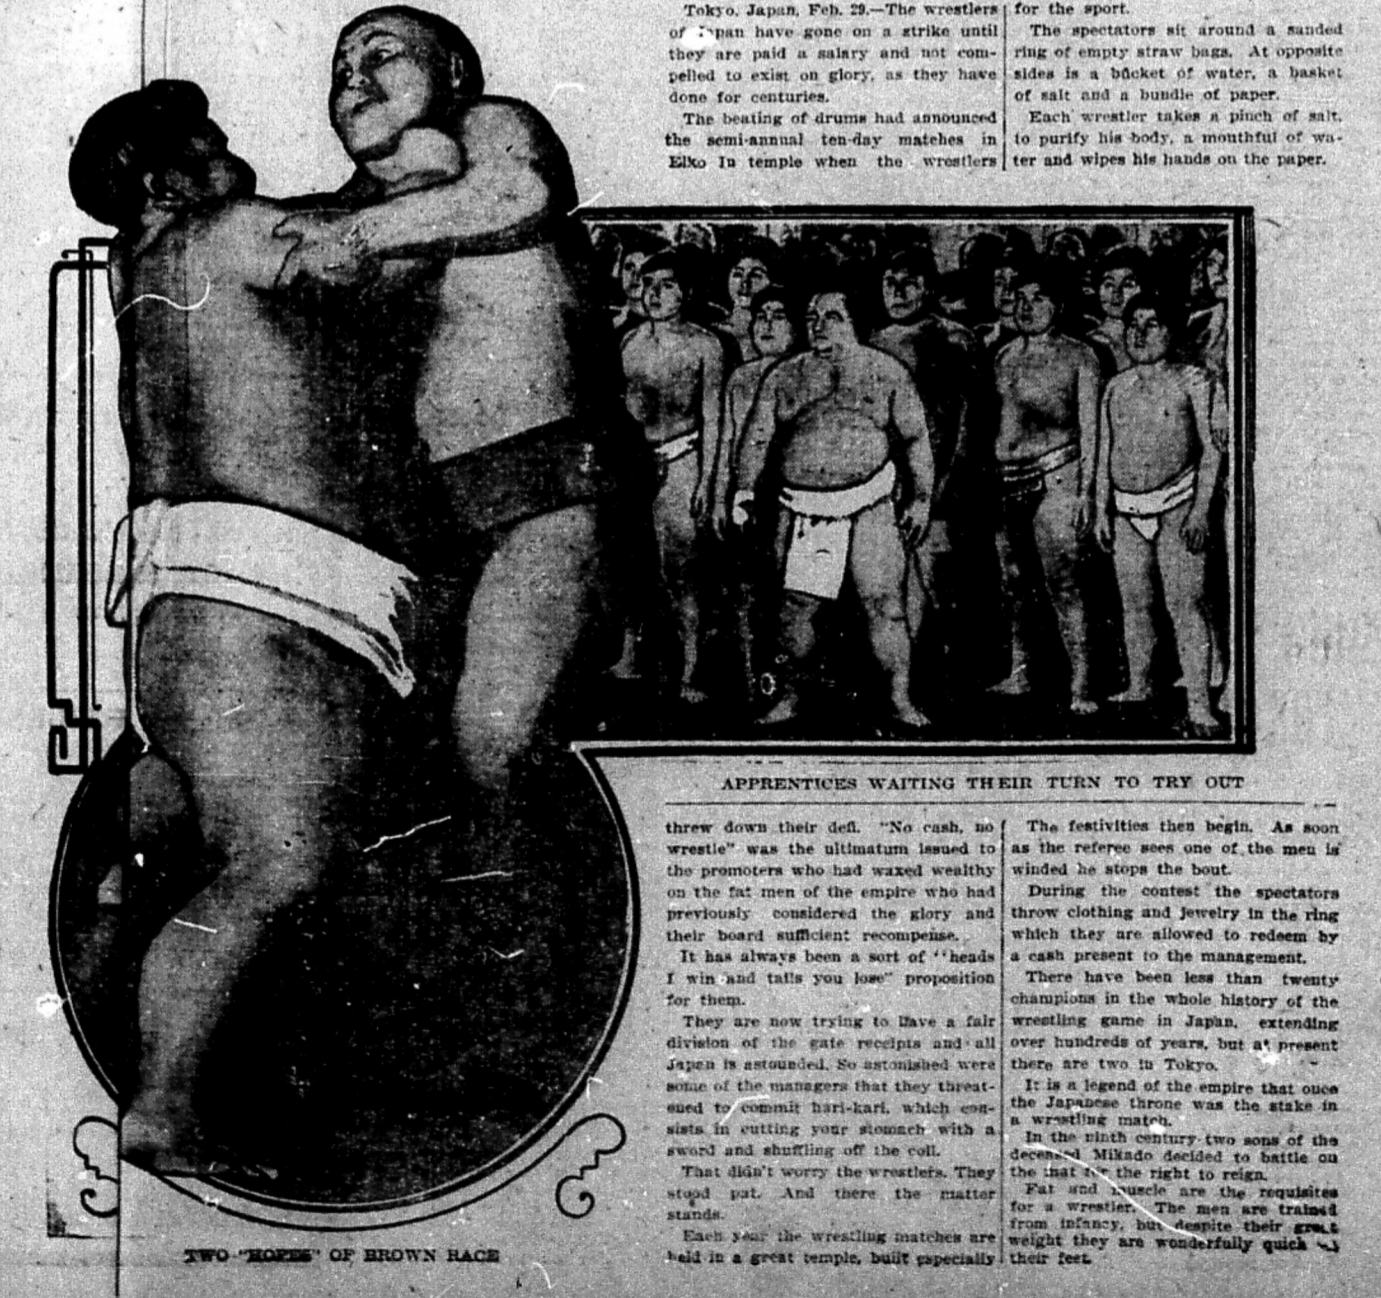 Tokyo, Japan, Feb. 29.—The wrestlers
of Japan have gone on a strike until
they are paid a salary and not com-
pelled to exist on glory, as they have
done for centuries.
The beating of drums had announced
the semi-annual ten-day matches in
Elko In temple when the wrestlers
APPRENTICES WAITING THEIR TURN TO TRY OUT
threw down their defi. "No cash, no
wrestle" was the ultimatum issued to
the promoters who had waxed wealthy
on the fat men of the empire who had
previously considered the glory and
their board sufficient recompense.
It has always been a sort of "heads
I win and tails you lose" proposition
for them.
They are now trying to have a fair
division of the gate receipts and all
Japan is astounded. So astonished were
some of the managers that they threat-
ened to commit hari-kari, which con-
sists in cutting your stomach with a
sword and shuffling off the coil.
That didn't worry the wrestlers. They
stood pat. And there the matter
stands.
Each year the wrestling matches are
held in a great temple, built especially
for the sport.
The spectators sit around a sanded
ring of empty straw bags. At opposite
sides is a bucket of water, a basket
of salt and a bundle of paper.
Each wrestler takes a pinch of salt,
to purify his body, a mouthful of wa-
ter and wipes his hands on the paper.
The festivities then begin. As soon
as the referee sees one of the men is
winded he stops the bout.
During the contest the spectators
throw clothing and jewelry in the ring
which they are allowed to redeem by
a cash present to the management.
There have been less than twenty
champions in the whole history of the
wrestling game in Japan, extending
over hundreds of years, but at present
there are two in Tokyo.
It is a legend of the empire that once
the Japanese throne was the stake in
a wrestling match.
In the ninth century two sons of the
deceased Mikado decided to battle on
the mat for the right to reign.
Fat and muscle are the requisites
for a wrestler. The men are trained
from infancy, but despite their great
weight they are wonderfully quick
their feet.
TWO "HOPES" OF BROWN RACE